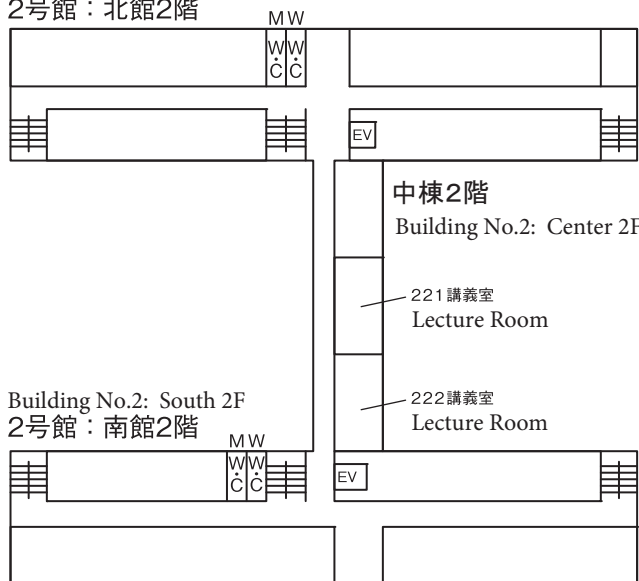 2号館：北館2階
M W
W・C W・C
EV
中棟2階
Building No.2: Center 2F
221講義室
Lecture Room
222講義室
Lecture Room
Building No.2: South 2F
2号館：南館2階
M W
W・C W・C
EV